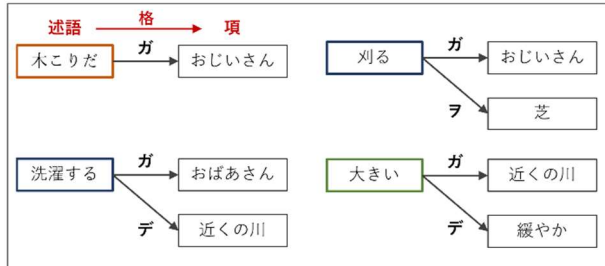 述語 格 項
木こりだ ガ おじいさん
刈る ガ おじいさん
ヲ 芝
洗濯する ガ おばあさん
デ 近くの川
大きい ガ 近くの川
デ 緩やか